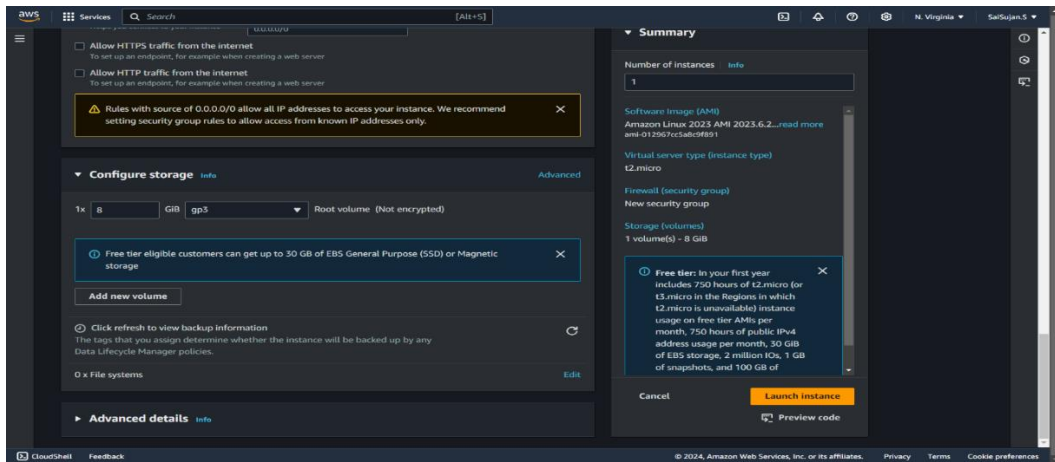 aws
Services
Search
[Alt+S]
N. Virginia
SaiSujan.S
0.0.0.0/0
Allow HTTPS traffic from the internet
To set up an endpoint, for example when creating a web server
Allow HTTP traffic from the internet
To set up an endpoint, for example when creating a web server
Rules with source of 0.0.0.0/0 allow all IP addresses to access your instance. We recommend
setting security group rules to allow access from known IP addresses only.
Configure storage Info
Advanced
1x 8 GiB gp3 Root volume (Not encrypted)
Free tier eligible customers can get up to 30 GB of EBS General Purpose (SSD) or Magnetic
storage
Add new volume
Click refresh to view backup information
The tags that you assign determine whether the instance will be backed up by any
Data Lifecycle Manager policies.
0 x File systems
Edit
Advanced details Info
Summary
Number of instances Info
1
Software Image (AMI)
Amazon Linux 2023 AMI 2023.6.2...read more
ami-012967cc5a8c9f891
Virtual server type (instance type)
t2.micro
Firewall (security group)
New security group
Storage (volumes)
1 volume(s) - 8 GiB
Free tier: In your first year
includes 750 hours of t2.micro (or
t3.micro in the Regions in which
t2.micro is unavailable) instance
usage on free tier AMIs per
month, 750 hours of public IPv4
address usage per month, 30 GiB
of EBS storage, 2 million IOs, 1 GB
of snapshots, and 100 GB of
Cancel
Launch instance
Preview code
CloudShell
Feedback
© 2024, Amazon Web Services, Inc. or its affiliates.
Privacy
Terms
Cookie preferences